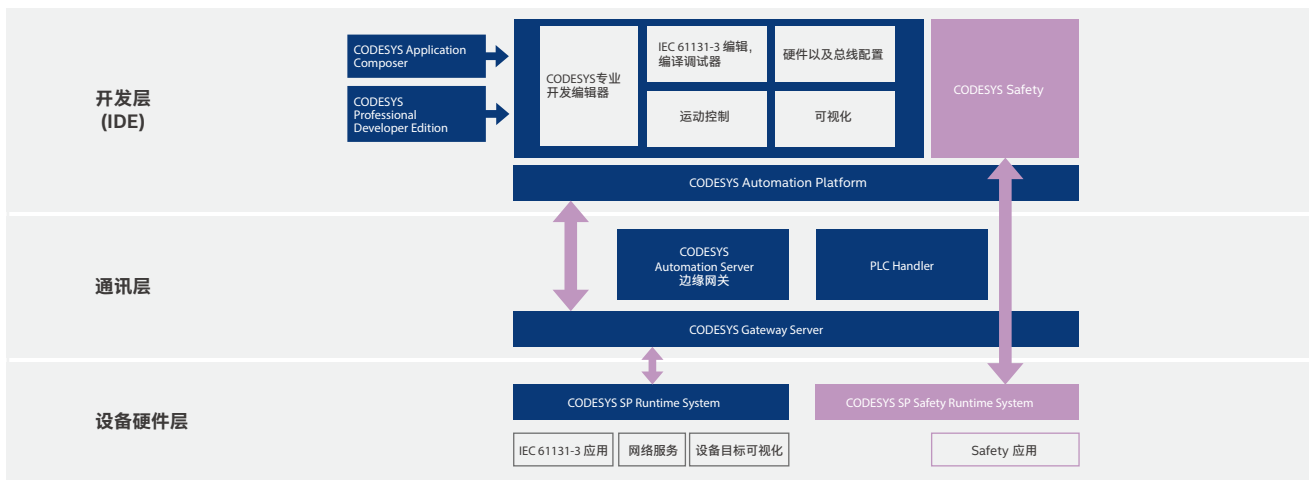 开发层
(IDE)
CODESYS Application
Composer
CODESYS
Professional
Developer Edition
CODESYS专业
开发编辑器
IEC 61131-3 编辑，
编译调试器
硬件以及总线配置
运动控制
可视化
CODESYS Safety
CODESYS Automation Platform
通讯层
CODESYS
Automation Server
边缘网关
PLC Handler
CODESYS Gateway Server
设备硬件层
CODESYS SP Runtime System
CODESYS SP Safety Runtime System
IEC 61131-3 应用
网络服务
设备目标可视化
Safety 应用